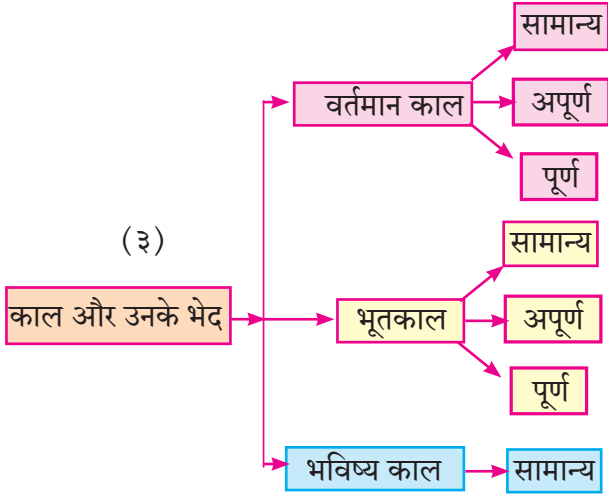 (३)
काल और उनके भेद
वर्तमान काल
सामान्य
अपूर्ण
पूर्ण
भूतकाल
सामान्य
अपूर्ण
पूर्ण
भविष्य काल
सामान्य